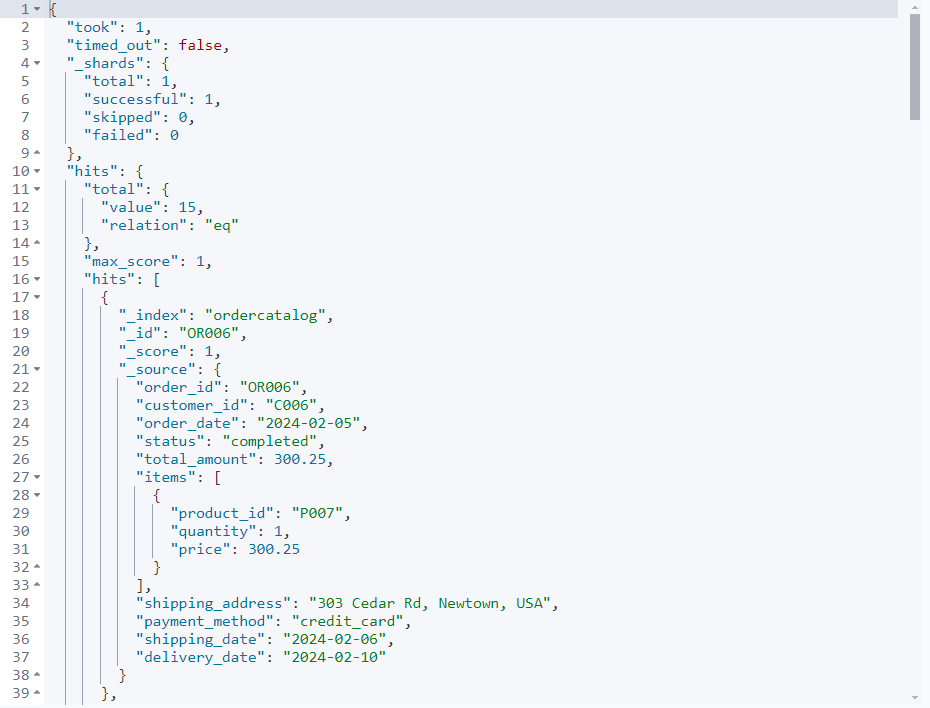 1 {
2   "took": 1,
3   "timed_out": false,
4   "_shards": {
5     "total": 1,
6     "successful": 1,
7     "skipped": 0,
8     "failed": 0
9   },
10   "hits": {
11     "total": {
12       "value": 15,
13       "relation": "eq"
14     },
15     "max_score": 1,
16     "hits": [
17       {
18         "_index": "ordercatalog",
19         "_id": "OR006",
20         "_score": 1,
21         "_source": {
22           "order_id": "OR006",
23           "customer_id": "C006",
24           "order_date": "2024-02-05",
25           "status": "completed",
26           "total_amount": 300.25,
27           "items": [
28             {
29               "product_id": "P007",
30               "quantity": 1,
31               "price": 300.25
32             }
33           ],
34           "shipping_address": "303 Cedar Rd, Newtown, USA",
35           "payment_method": "credit_card",
36           "shipping_date": "2024-02-06",
37           "delivery_date": "2024-02-10"
38         }
39       },